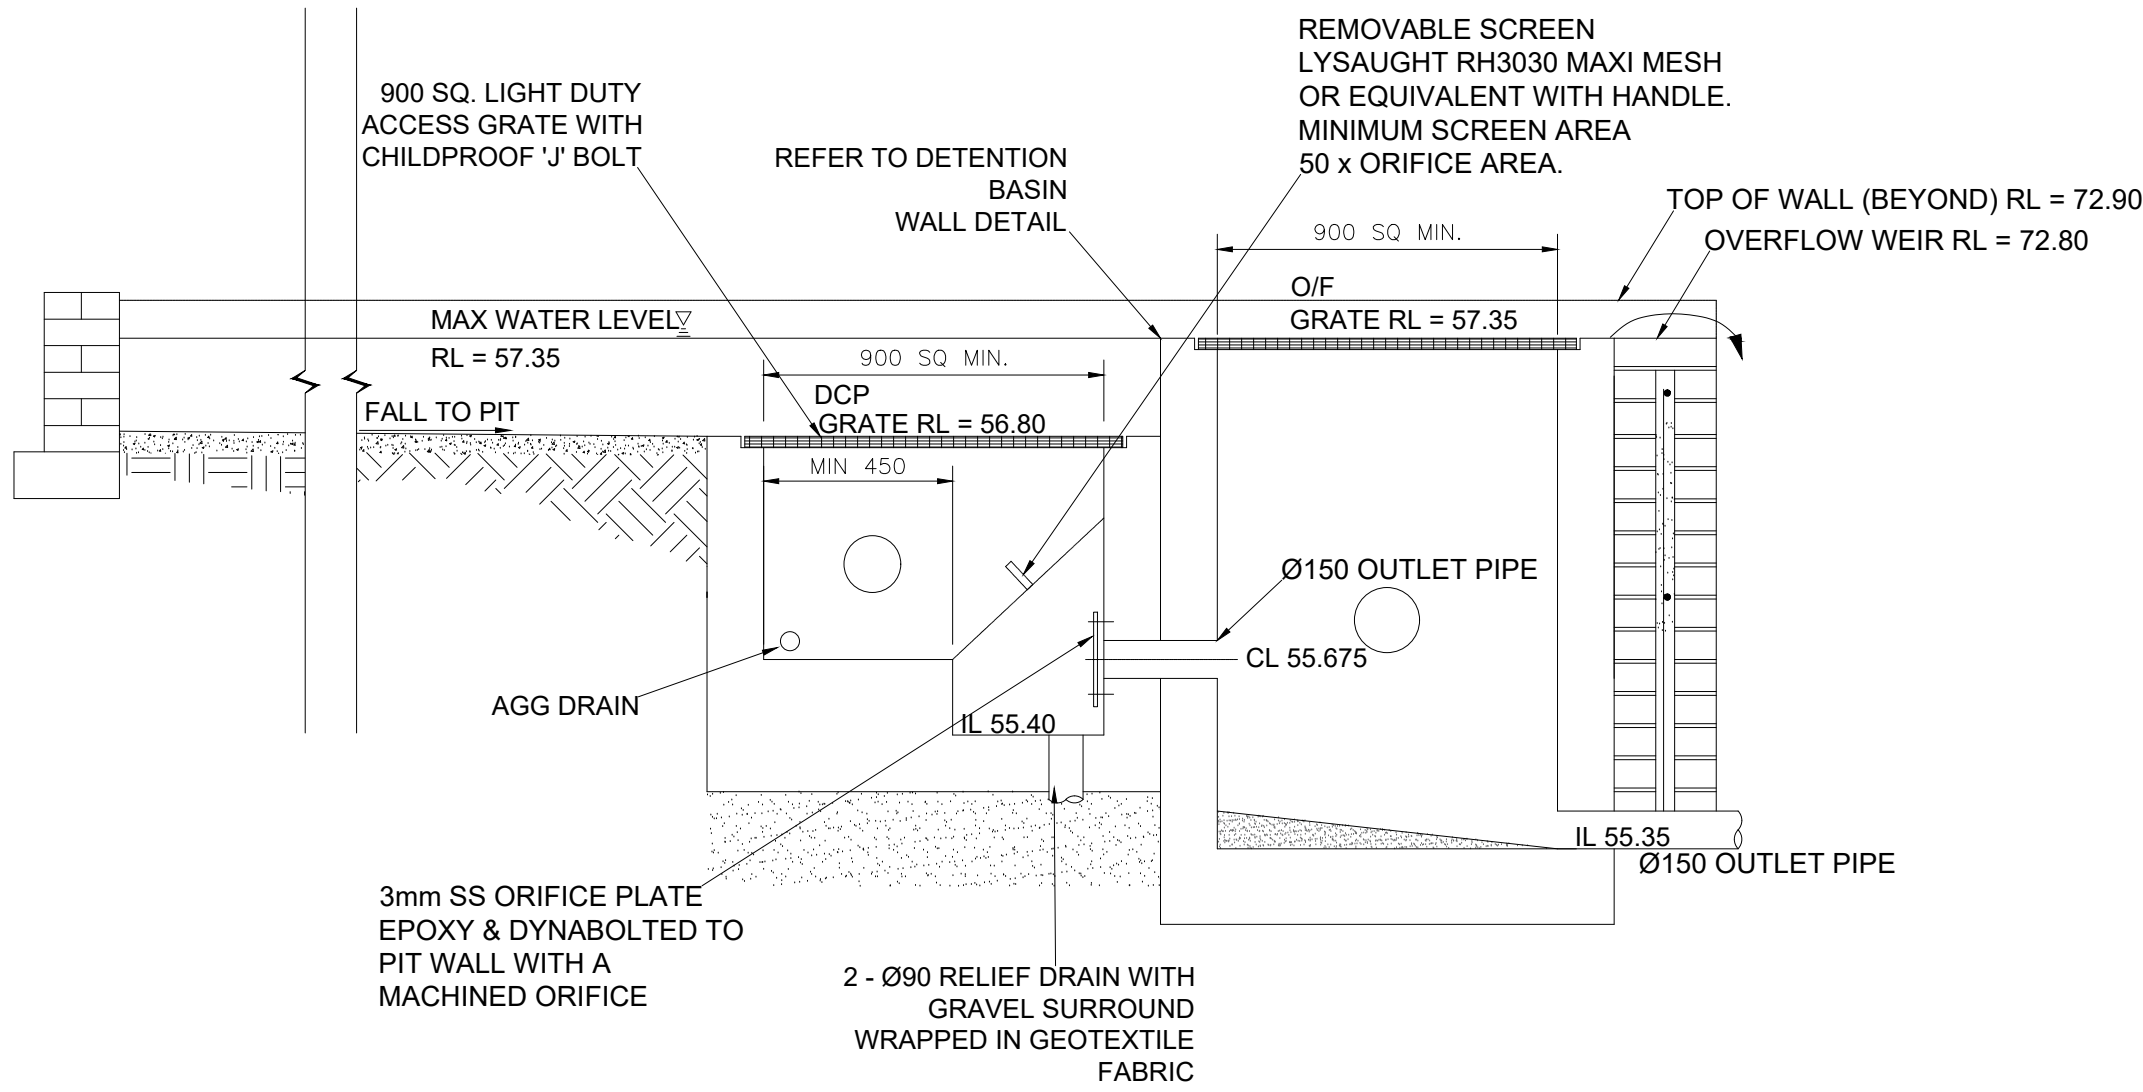 REMOVABLE SCREEN
LYSAUGHT RH3030 MAXI MESH
OR EQUIVALENT WITH HANDLE.
MINIMUM SCREEN AREA
50 x ORIFICE AREA.
900 SQ. LIGHT DUTY
ACCESS GRATE WITH
CHILDPROOF 'J' BOLT
REFER TO DETENTION
BASIN
WALL DETAIL
TOP OF WALL (BEYOND) RL = 72.90
OVERFLOW WEIR RL = 72.80
900 SQ MIN.
O/F
GRATE RL = 57.35
MAX WATER LEVEL
RL = 57.35
900 SQ MIN.
DCP
GRATE RL = 56.80
FALL TO PIT
MIN 450
Ø150 OUTLET PIPE
CL 55.675
AGG DRAIN
IL 55.40
IL 55.35
Ø150 OUTLET PIPE
3mm SS ORIFICE PLATE
EPOXY & DYNABOLTED TO
PIT WALL WITH A
MACHINED ORIFICE
2 - Ø90 RELIEF DRAIN WITH
GRAVEL SURROUND
WRAPPED IN GEOTEXTILE
FABRIC